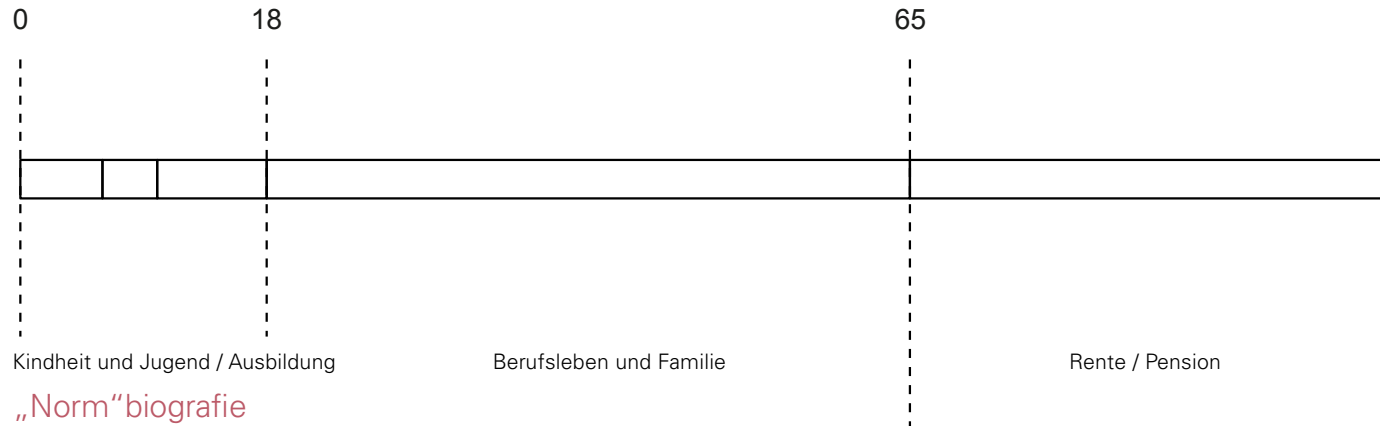 0 18 65
Kindheit und Jugend / Ausbildung Berufsleben und Familie Rente / Pension
„Norm“biografie